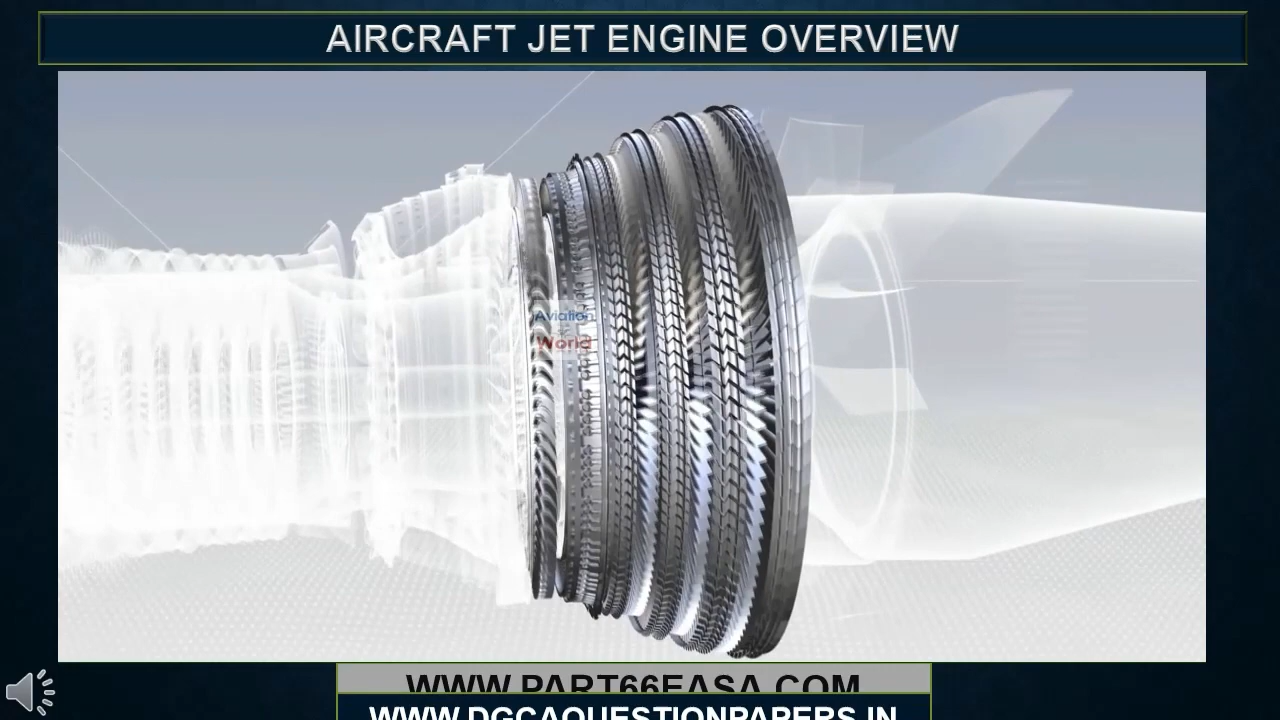 AIRCRAFT JET ENGINE OVERVIEW
Aviation
World
WWW.PART66EASA.COM
WWW.DGCAQUESTIONPAPERS.IN